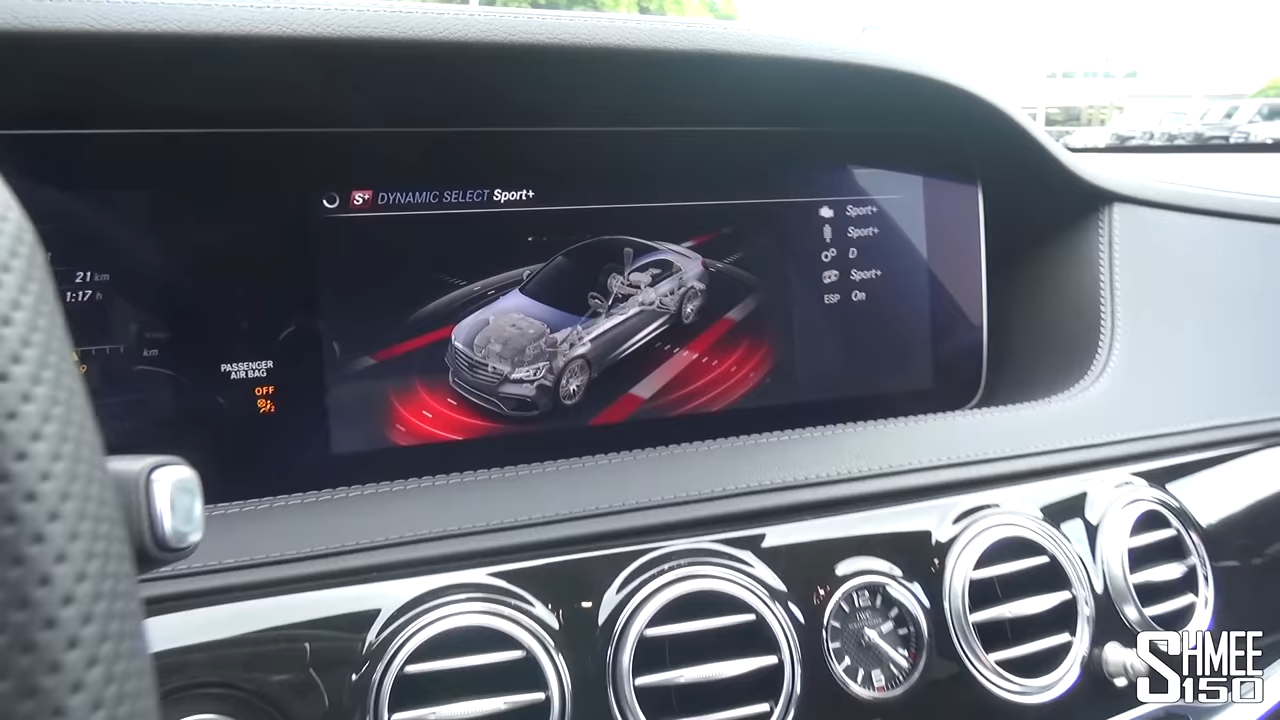 S+ DYNAMIC SELECT Sport+
Sport+
Sport+
D
Sport+
ESP On
21 km
1:17 h
km
PASSENGER
AIR BAG
OFF
SHMEE
150